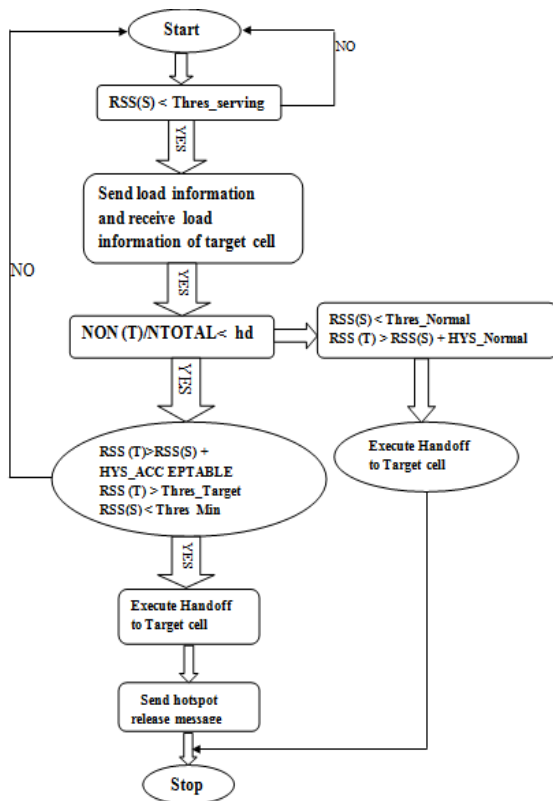 Start
NO
RSS(S) < Thres_serving
YES
Send load information
and receive load
information of target cell
NO
YES
NON (T)/NTOTAL< hd
RSS(S) < Thres_Normal
RSS (T) > RSS(S) + HYS_Normal
YES
Execute Handoff
to Target cell
RSS (T)>RSS(S) +
HYS_ACC EPTABLE
RSS (T) > Thres_Target
RSS(S) < Thres_Min
YES
Execute Handoff
to Target cell
Send hotspot
release message
Stop